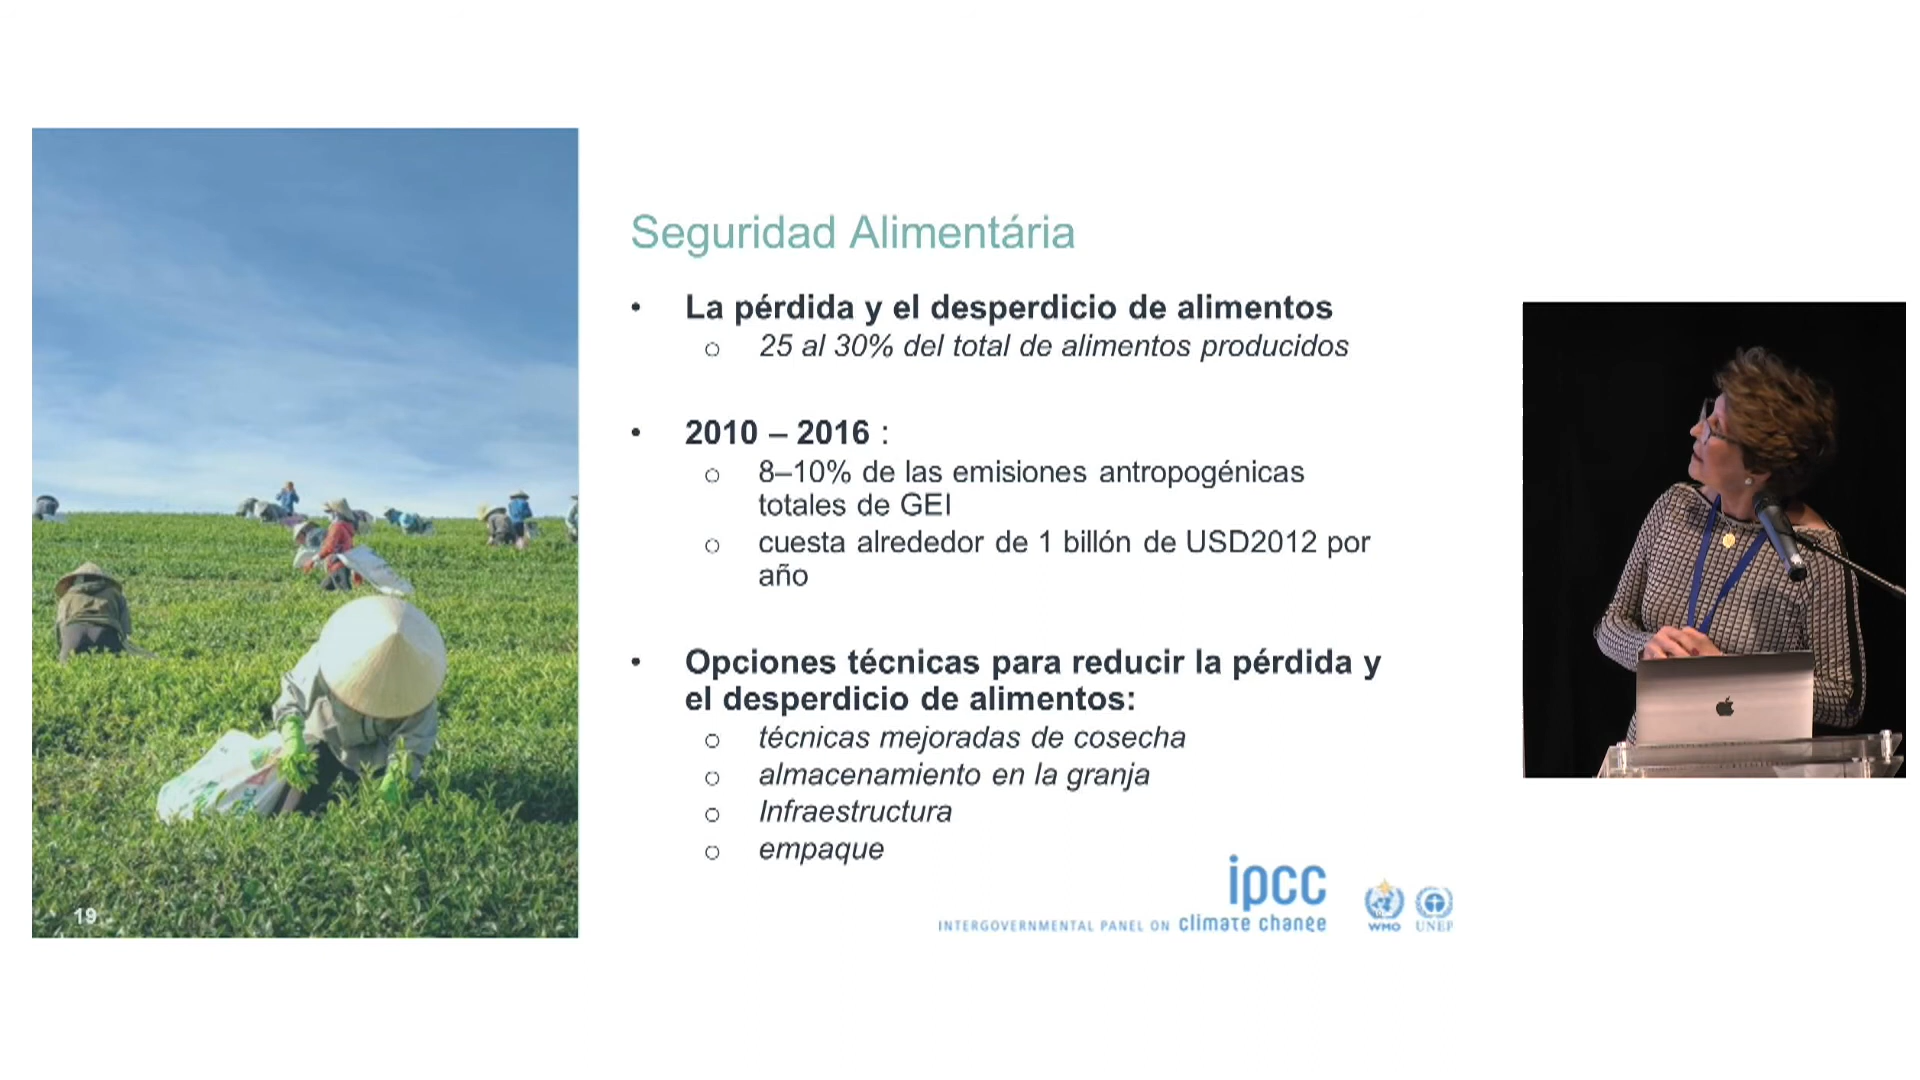 Seguridad Alimentária
• La pérdida y el desperdicio de alimentos
○ 25 al 30% del total de alimentos producidos
• 2010 – 2016 :
○ 8–10% de las emisiones antropogénicas
totales de GEI
○ cuesta alrededor de 1 billón de USD2012 por
año
• Opciones técnicas para reducir la pérdida y
el desperdicio de alimentos:
○ técnicas mejoradas de cosecha
○ almacenamiento en la granja
○ Infraestructura
○ empaque
19
ipcc
INTERGOVERNMENTAL PANEL ON climate change
WMO
UNEP